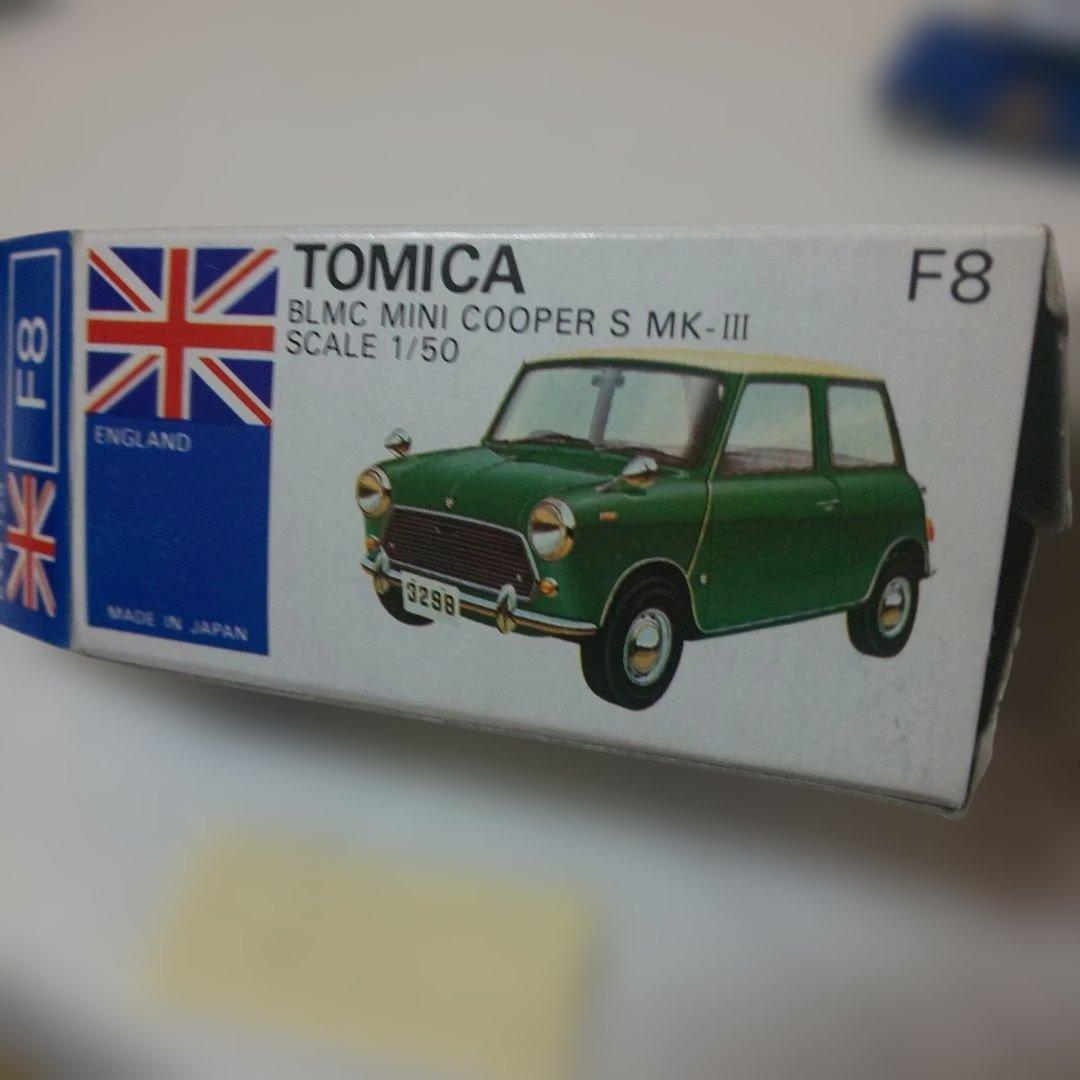 F8
TOMICA
F8
BLMC MINI COOPER S MK-III
SCALE 1/50
ENGLAND
3298
MADE IN JAPAN